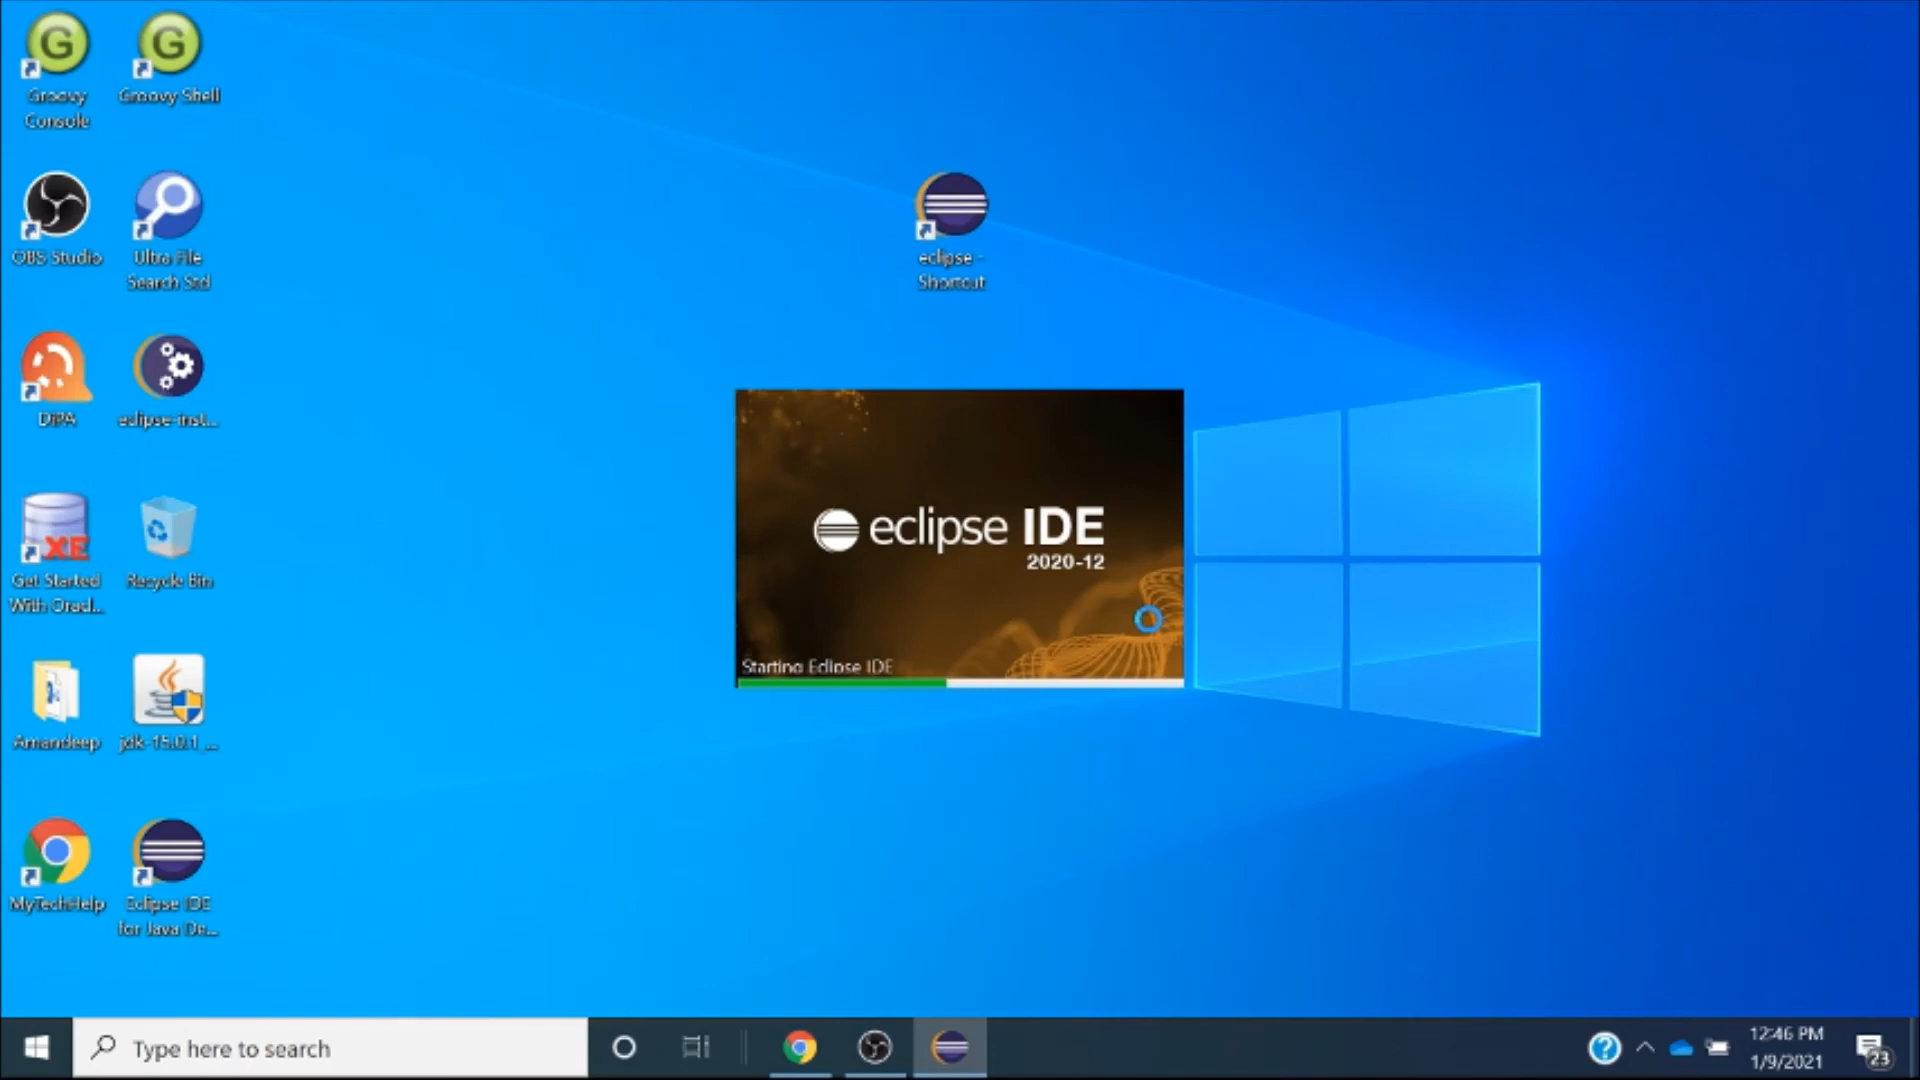 Groovy
Console
Groovy Shell
OBS Studio
Ultra File
Search Std
eclipse -
Shortcut
DIPA
eclipse-inst...
eclipse IDE
2020-12
Starting Eclipse IDE
XE
Get Started
With Oracl...
Recycle Bin
Amandeep
jdk-15.0.1_...
MyTechHelp
Eclipse IDE
for Java De...
Type here to search
12:46 PM
1/9/2021
23